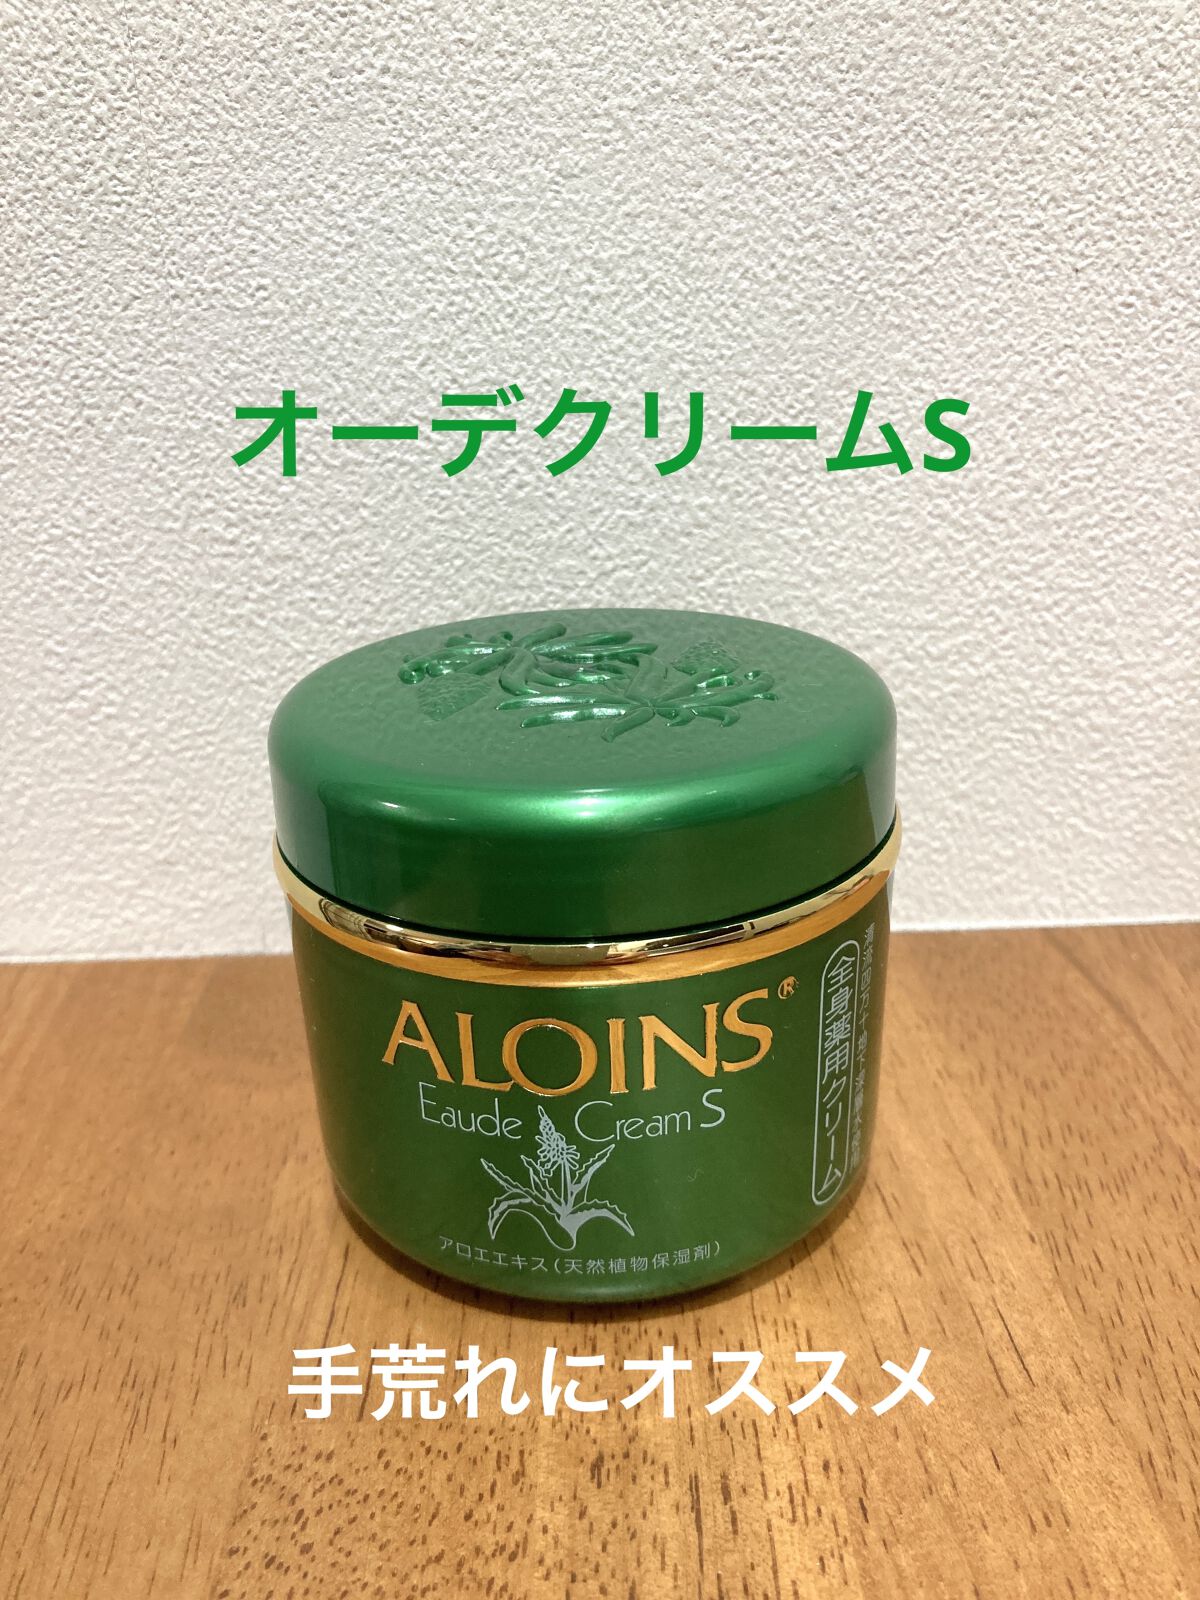 オーデクリームS
ALOINS®
Eaude Cream S
アロエエキス(天然植物保湿剤)
全身薬用クリーム
手荒れにオススメ